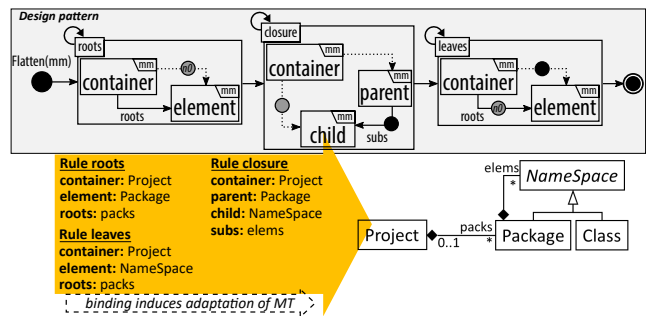 Design pattern
Flatten(mm)
roots
container
mm
n0
element
mm
roots
closure
container
mm
parent
mm
child
mm
subs
leaves
container
mm
element
mm
roots
n0
Rule roots
container: Project
element: Package
roots: packs
Rule leaves
container: Project
element: NameSpace
roots: packs
Rule closure
container: Project
parent: Package
child: NameSpace
subs: elems
binding induces adaptation of MT
elems
*
NameSpace
Project
0..1
packs
*
Package
Class